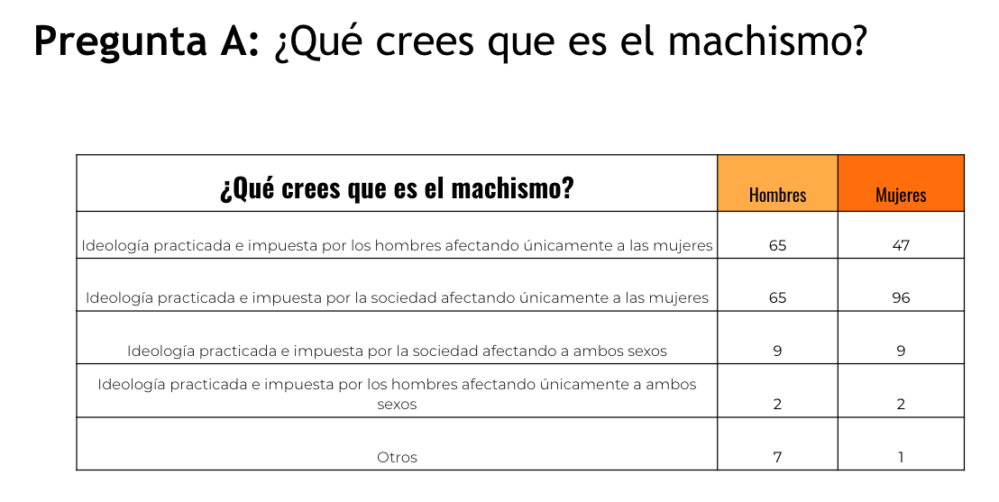 Pregunta A: ¿Qué crees que es el machismo?
¿Qué crees que es el machismo? Hombres Mujeres
Ideología practicada e impuesta por los hombres afectando únicamente a las mujeres 65 47
Ideología practicada e impuesta por la sociedad afectando únicamente a las mujeres 65 96
Ideología practicada e impuesta por la sociedad afectando a ambos sexos 9 9
Ideología practicada e impuesta por los hombres afectando únicamente a ambos
sexos 2 2
Otros 7 1